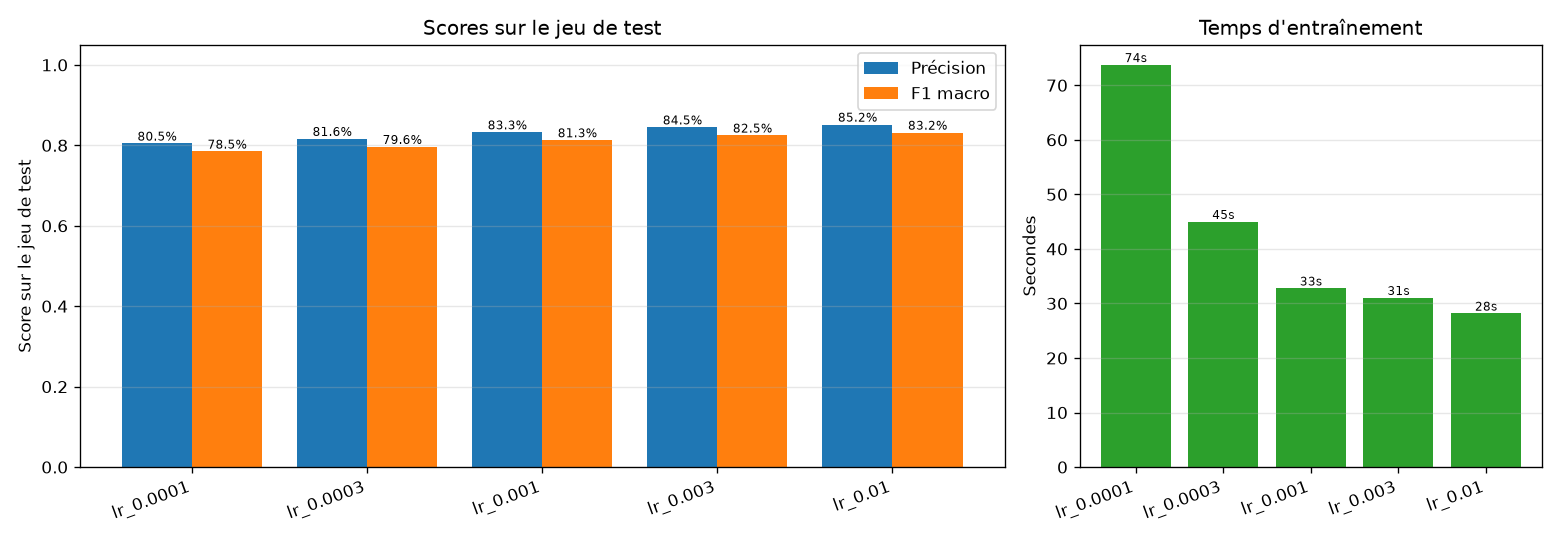 Scores sur le jeu de test
Score sur le jeu de test
1.0
0.8
0.6
0.4
0.2
0.0
Précision
F1 macro
80.5%
78.5%
81.6%
79.6%
83.3%
81.3%
84.5%
82.5%
85.2%
83.2%
lr_0.0001
lr_0.0003
lr_0.001
lr_0.003
lr_0.01
Temps d'entraînement
Secondes
70
60
50
40
30
20
10
0
74s
45s
33s
31s
28s
lr_0.0001
lr_0.0003
lr_0.001
lr_0.003
lr_0.01